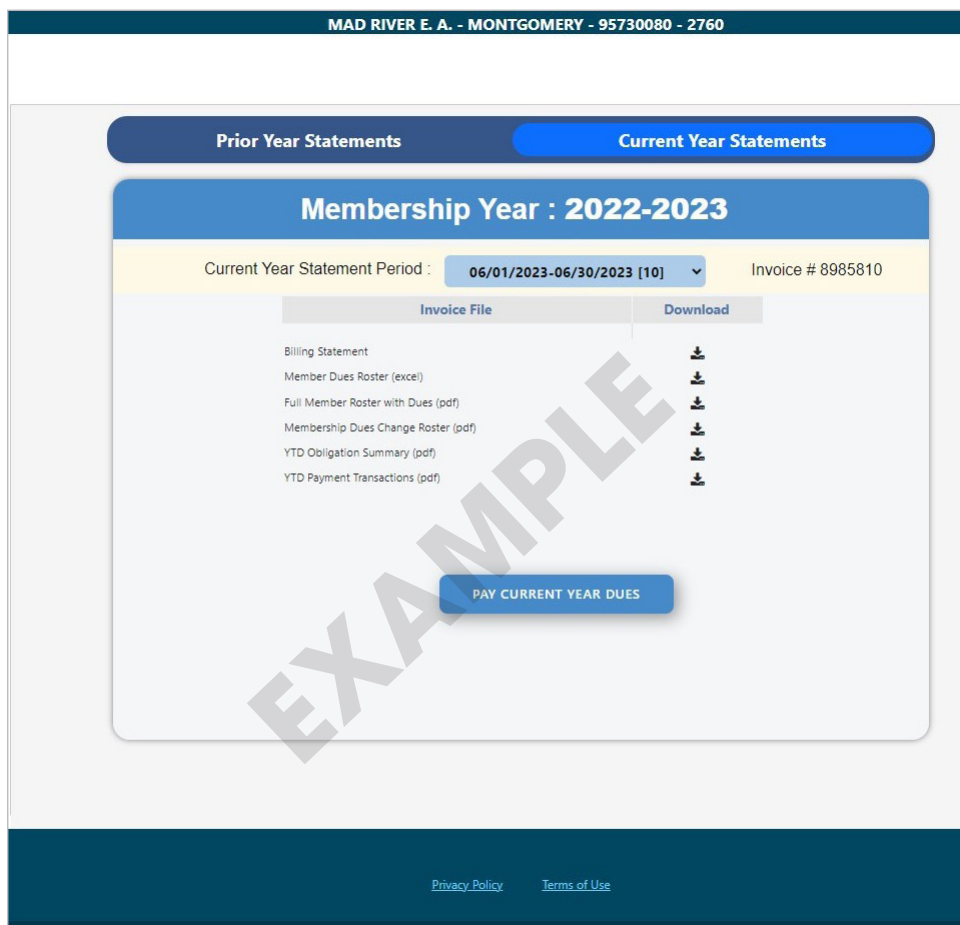 MAD RIVER E. A. - MONTGOMERY - 95730080 - 2760
Prior Year Statements Current Year Statements
Membership Year : 2022-2023
Current Year Statement Period : 06/01/2023-06/30/2023 [10] Invoice # 8985810
Invoice File Download
Billing Statement
Member Dues Roster (excel)
Full Member Roster with Dues (pdf)
Membership Dues Change Roster (pdf)
YTD Obligation Summary (pdf)
YTD Payment Transactions (pdf)
EXAMPLE
PAY CURRENT YEAR DUES
Privacy Policy Terms of Use